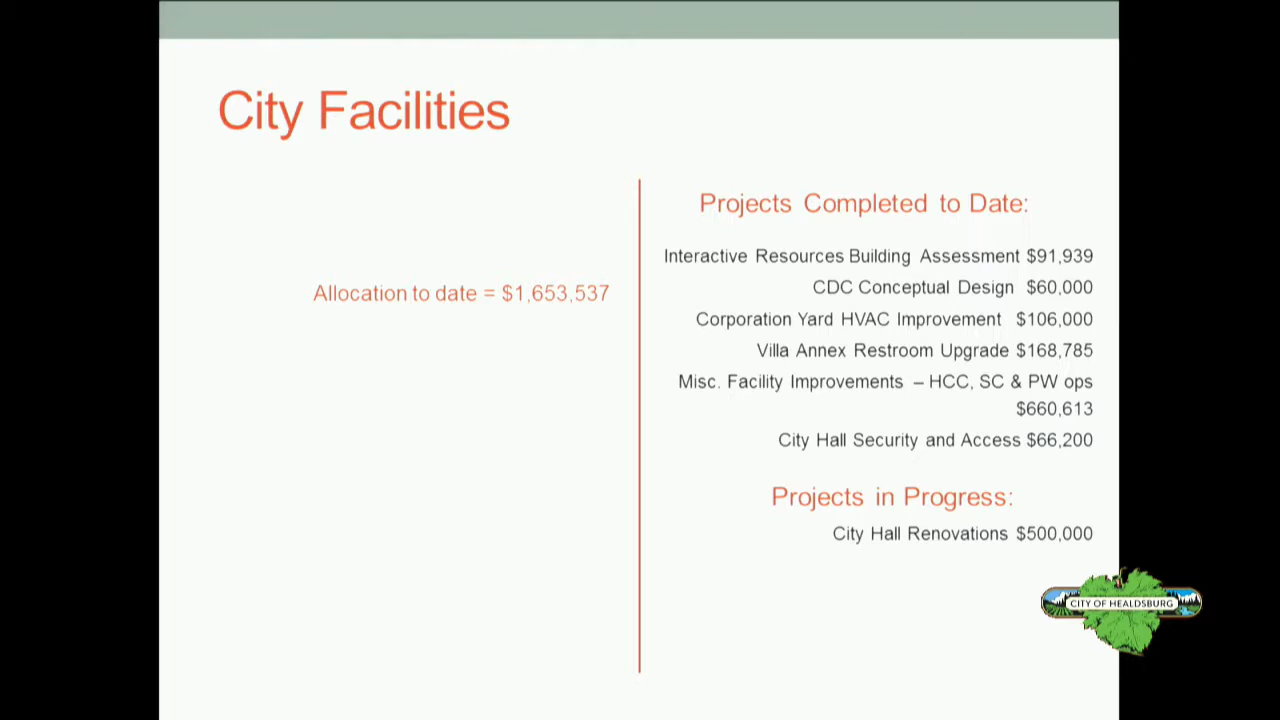 City Facilities
Allocation to date = $1,653,537
Projects Completed to Date:
Interactive Resources Building Assessment $91,939
CDC Conceptual Design $60,000
Corporation Yard HVAC Improvement $106,000
Villa Annex Restroom Upgrade $168,785
Misc. Facility Improvements – HCC, SC & PW ops
$660,613
City Hall Security and Access $66,200
Projects in Progress:
City Hall Renovations $500,000
CITY OF HEALDSBURG